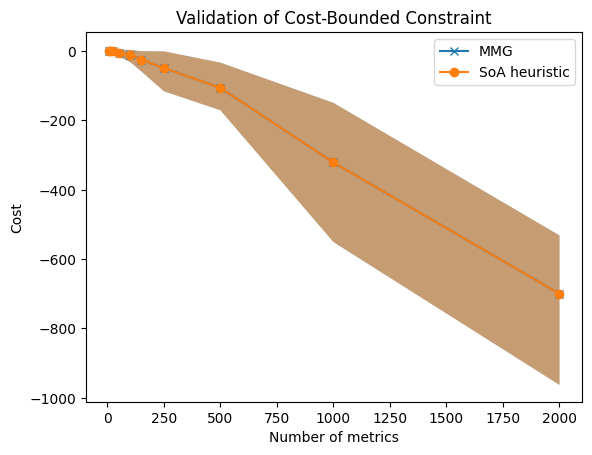 Validation of Cost-Bounded Constraint
MMG
SoA heuristic
Cost
0
−200
−400
−600
−800
−1000
0 250 500 750 1000 1250 1500 1750 2000
Number of metrics